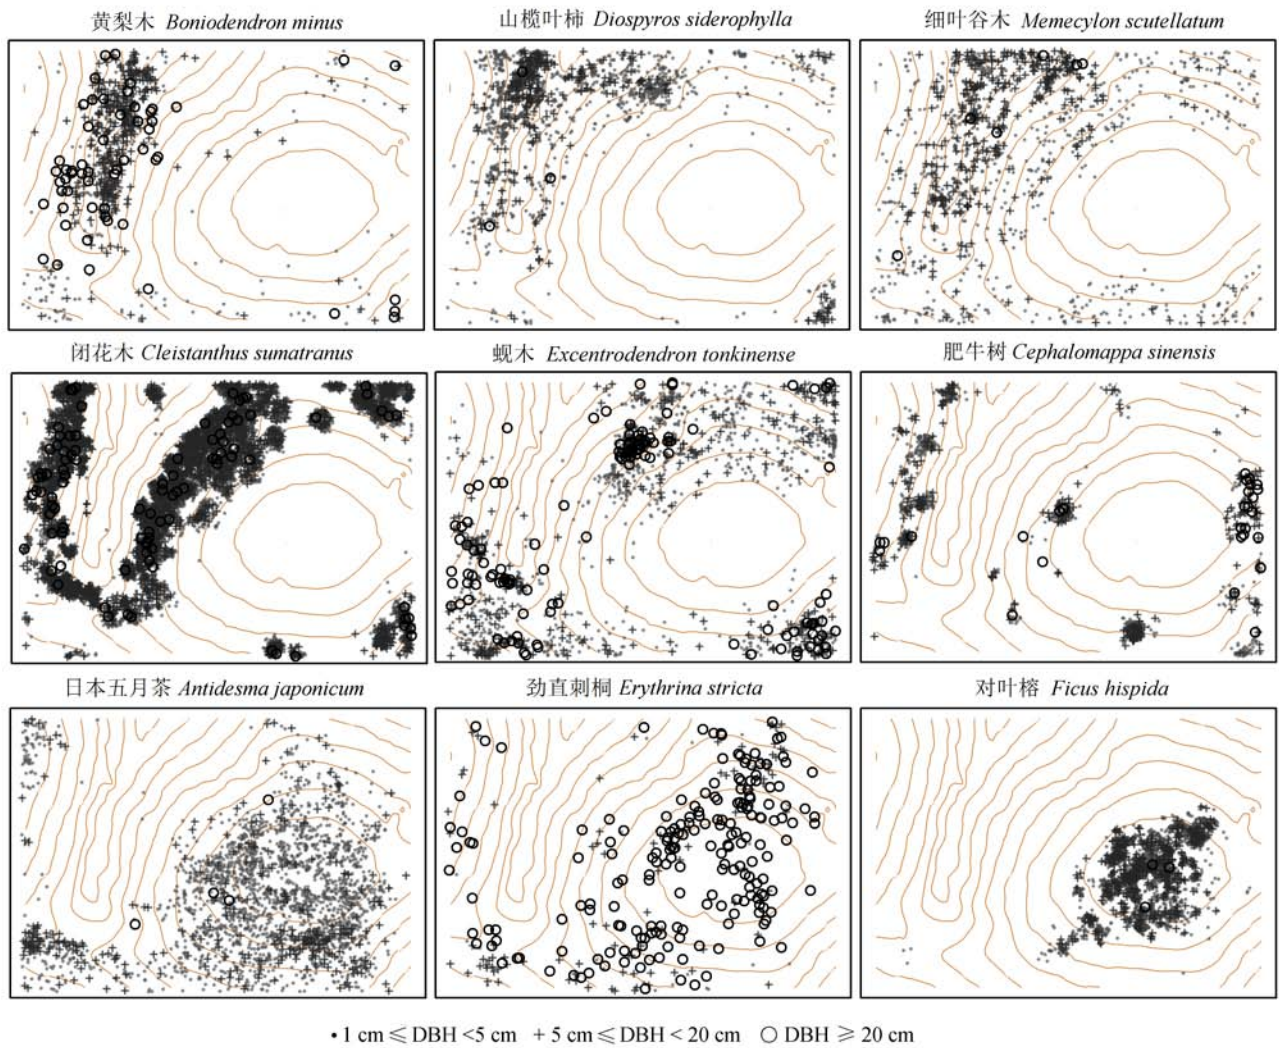 黄梨木 Boniodendron minus
山榄叶柿 Diospyros siderophylla
细叶谷木 Memecylon scutellatum
闭花木 Cleistanthus sumatranus
蚬木 Excentrodendron tonkinense
肥牛树 Cephalomappa sinensis
日本五月茶 Antidesma japonicum
劲直刺桐 Erythrina stricta
对叶榕 Ficus hispida
• 1 cm ≤ DBH <5 cm + 5 cm ≤ DBH < 20 cm ○ DBH ≥ 20 cm